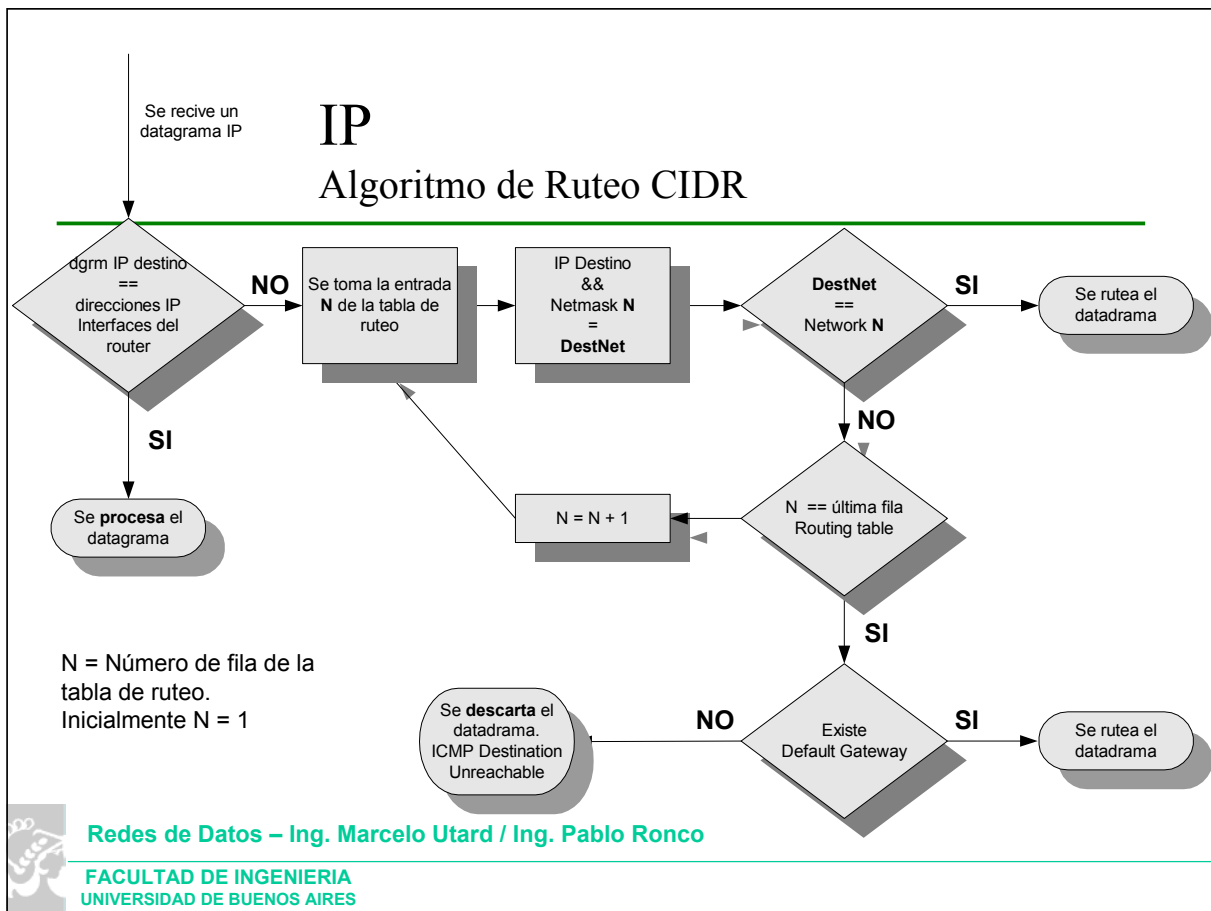 Se recive un
datagrama IP
IP
Algoritmo de Ruteo CIDR
dgrm IP destino
==
direcciones IP
Interfaces del
router
NO
Se toma la entrada
N de la tabla de
ruteo
IP Destino
&&
Netmask N
=
DestNet
DestNet
==
Network N
SI
Se rutea el
datadrama
SI
NO
Se procesa el
datagrama
N = N + 1
N == última fila
Routing table
SI
N = Número de fila de la
tabla de ruteo.
Inicialmente N = 1
Se descarta el
datadrama.
ICMP Destination
Unreachable
NO
Existe
Default Gateway
SI
Se rutea el
datadrama
Redes de Datos – Ing. Marcelo Utard / Ing. Pablo Ronco
FACULTAD DE INGENIERIA
UNIVERSIDAD DE BUENOS AIRES